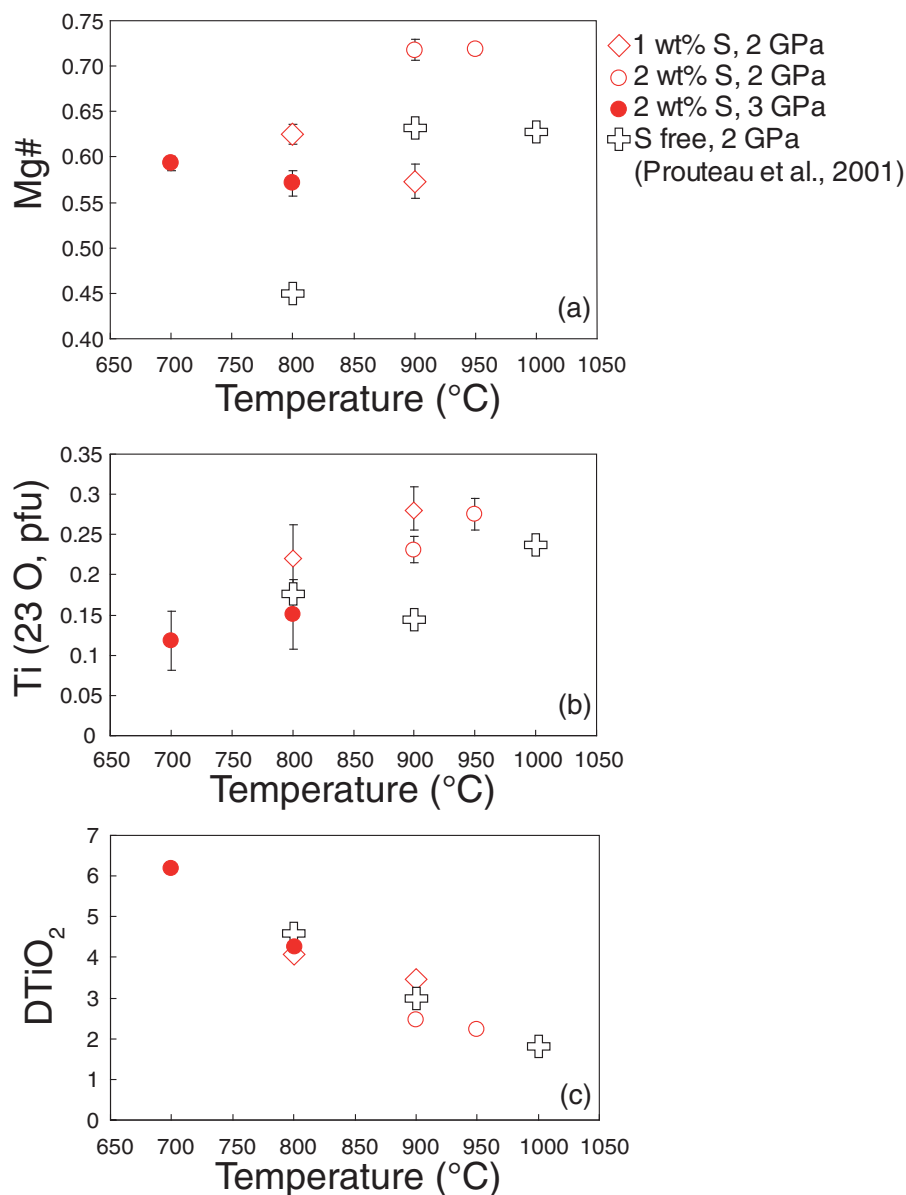 0.75
0.70
0.65
0.60
0.55
0.50
0.45
0.40
Mg#
650 700 750 800 850 900 950 1000 1050
Temperature (°C)
(a)
1 wt% S, 2 GPa
2 wt% S, 2 GPa
2 wt% S, 3 GPa
S free, 2 GPa
(Prouteau et al., 2001)
0.35
0.3
0.25
0.2
0.15
0.1
0.05
0
Ti (23 O, pfu)
650 700 750 800 850 900 950 1000 1050
Temperature (°C)
(b)
7
6
5
4
3
2
1
0
DTiO₂
650 700 750 800 850 900 950 1000 1050
Temperature (°C)
(c)